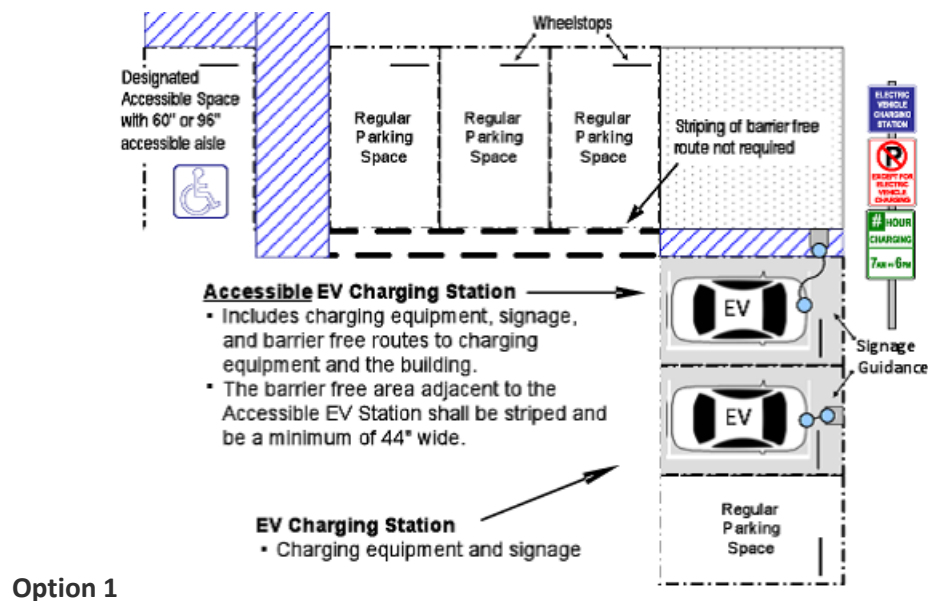 Wheelstops
Designated
Accessible Space
with 60" or 96"
accessible aisle
Regular
Parking
Space
Regular
Parking
Space
Regular
Parking
Space
Striping of barrier free
route not required
ELECTRIC
VEHICLE
CHARGING
STATION
P
EXCEPT FOR
ELECTRIC
VEHICLE
CHARGING
# HOUR
CHARGING
7AM to 6PM
Accessible EV Charging Station
▪ Includes charging equipment, signage,
and barrier free routes to charging
equipment and the building.
▪ The barrier free area adjacent to the
Accessible EV Station shall be striped and
be a minimum of 44" wide.
EV
Signage
Guidance
EV
EV Charging Station
▪ Charging equipment and signage
Regular
Parking
Space
Option 1